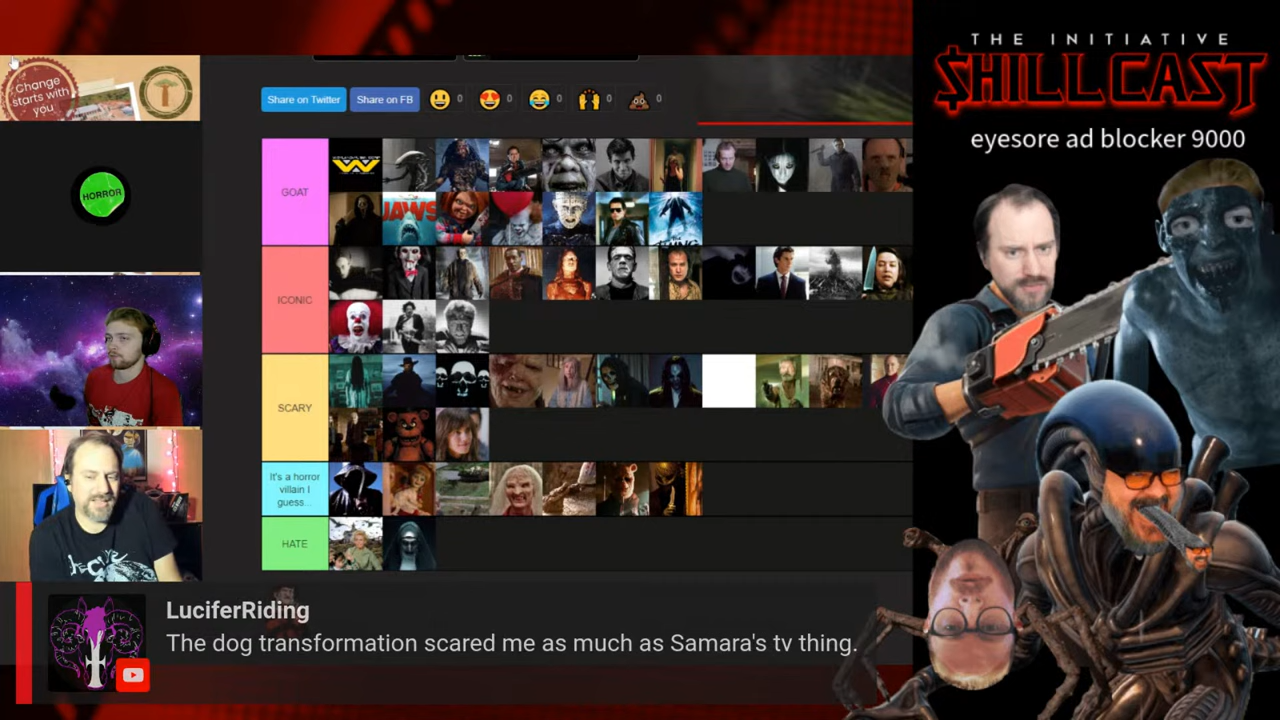 THE INITIATIVE
$HILLCAST
eyesore ad blocker 9000
Change
starts with
you
Share on Twitter
Share on FB
0
0
0
0
0
HORROR
GOAT
JAWS
THING
ICONIC
SCARY
It's a horror
villain I
guess...
HATE
LuciferRiding
The dog transformation scared me as much as Samara's tv thing.